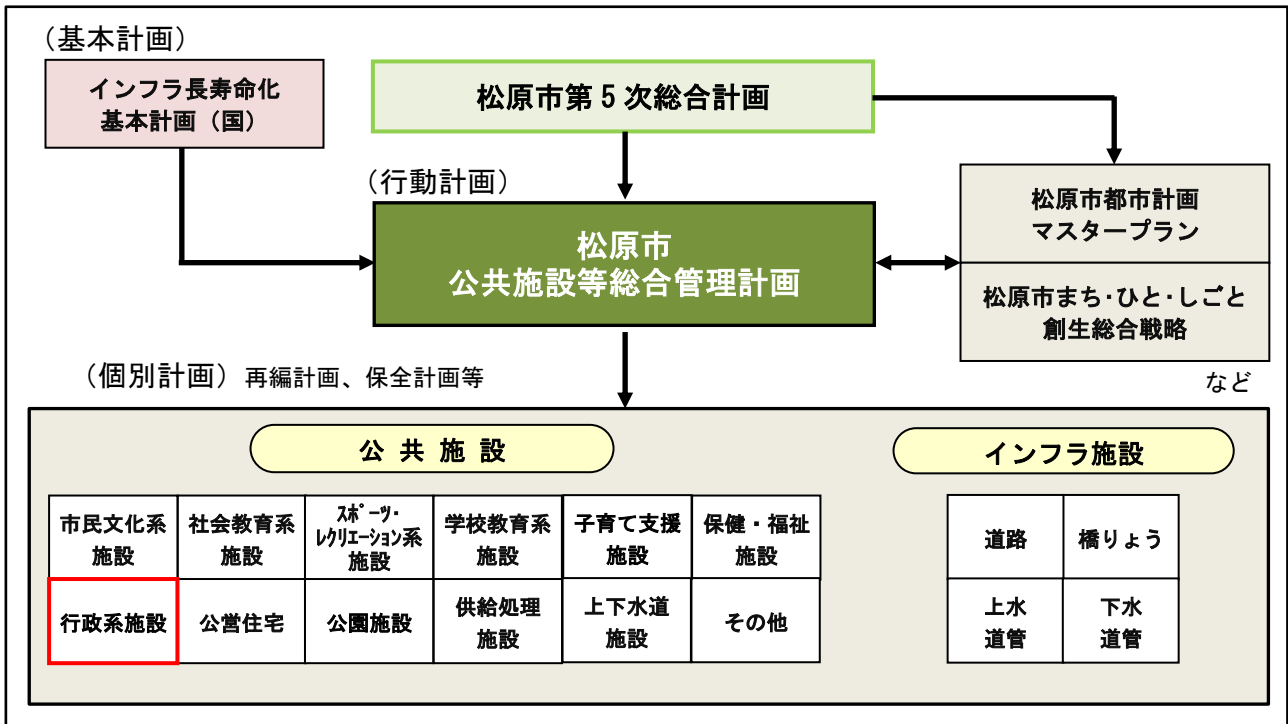 (基本計画)
インフラ長寿命化
基本計画（国）
松原市第５次総合計画
(行動計画)
松原市
公共施設等総合管理計画
松原市都市計画
マスタープラン
松原市まち・ひと・しごと
創生総合戦略
など
(個別計画) 再編計画、保全計画等
公 共 施 設
インフラ施設
市民文化系
施設
社会教育系
施設
ｽﾎﾟｰﾂ・
ﾚｸﾘｴｰｼｮﾝ系
施設
学校教育系
施設
子育て支援
施設
保健・福祉
施設
行政系施設
公営住宅
公園施設
供給処理
施設
上下水道
施設
その他
道路
橋りょう
上水
道管
下水
道管